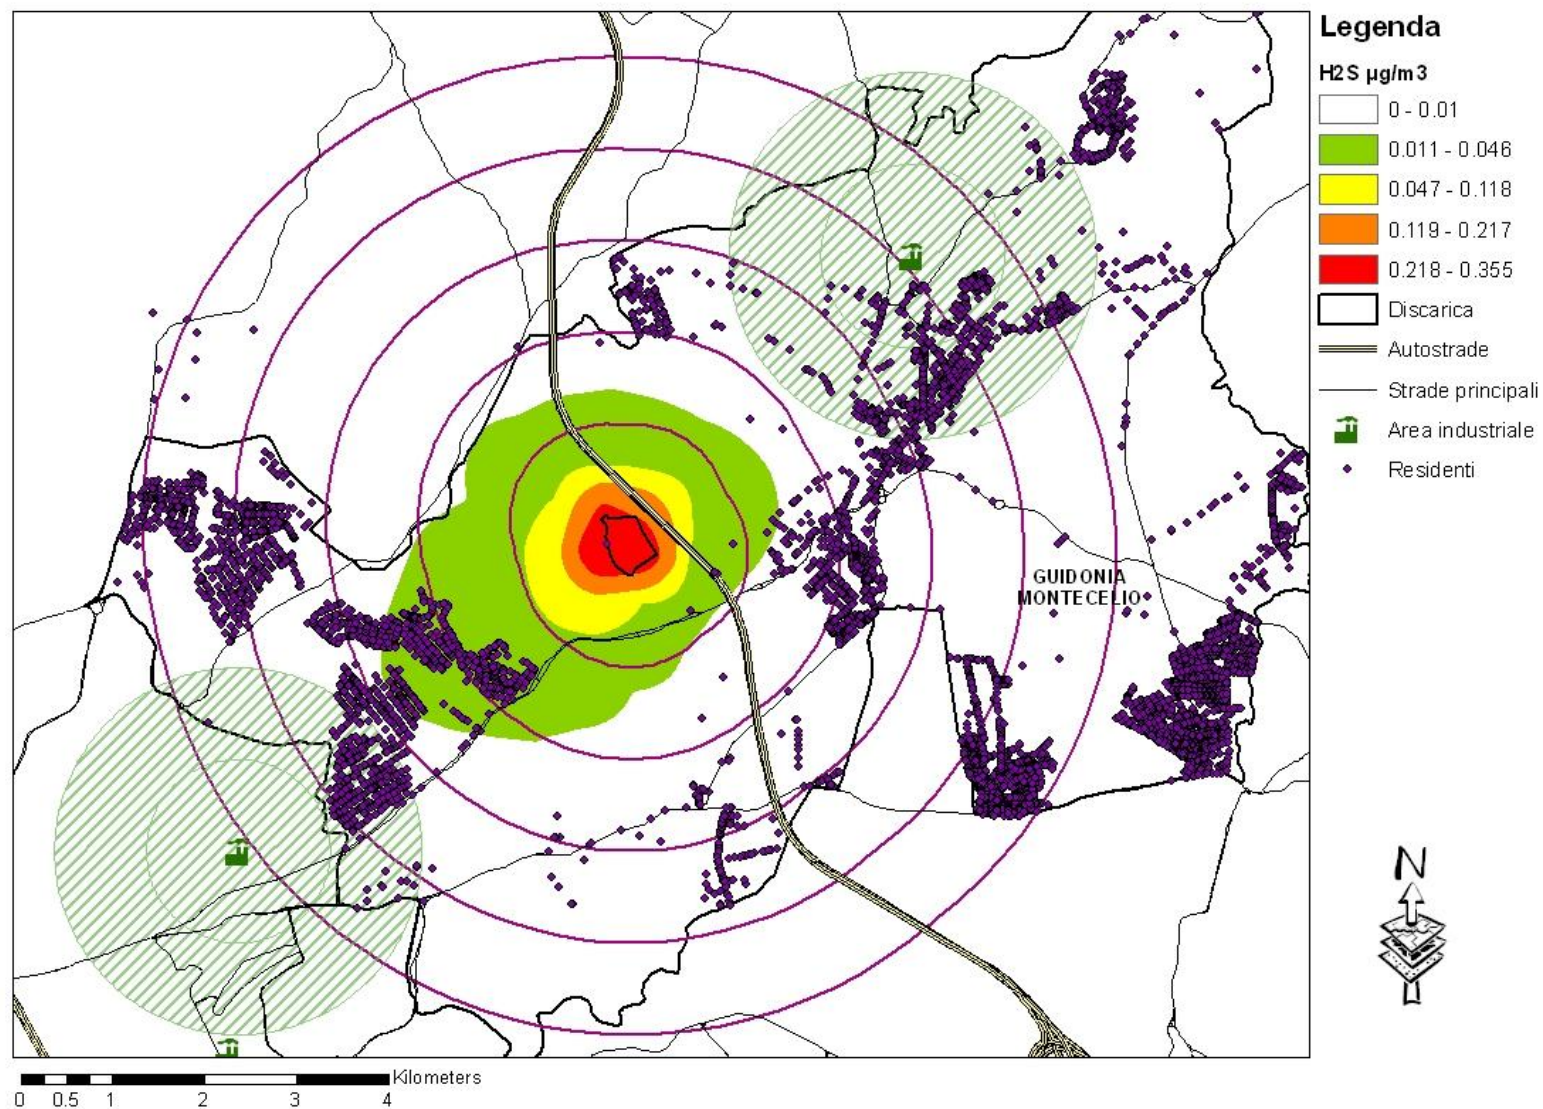 Legenda
H2S µg/m3
0 - 0.01
0.011 - 0.046
0.047 - 0.118
0.119 - 0.217
0.218 - 0.355
Discarica
Autostrade
Strade principali
Area industriale
Residenti
GUIDONIA
MONTECELIO
N
Kilometers
0 0.5 1 2 3 4